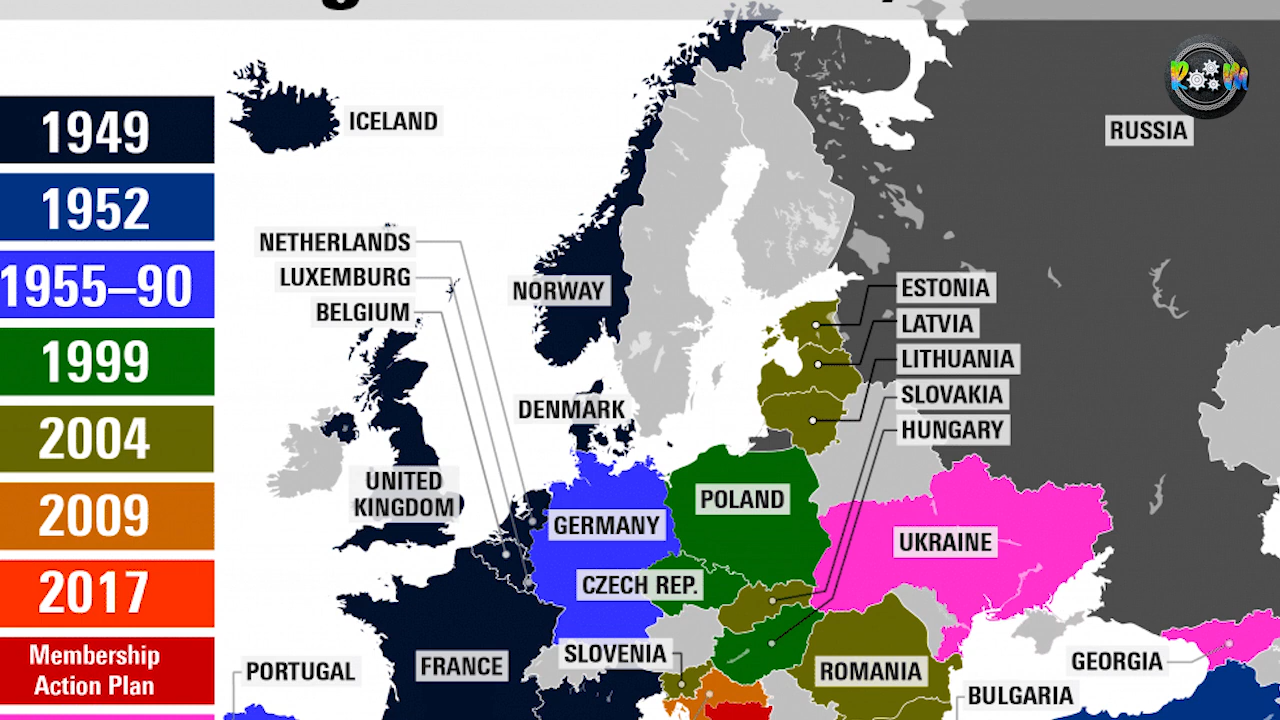 1949
1952
1955–90
1999
2004
2009
2017
Membership
Action Plan
ICELAND
RUSSIA
NETHERLANDS
LUXEMBURG
BELGIUM
NORWAY
DENMARK
ESTONIA
LATVIA
LITHUANIA
SLOVAKIA
HUNGARY
UNITED
KINGDOM
GERMANY
POLAND
UKRAINE
CZECH REP.
SLOVENIA
PORTUGAL
FRANCE
ROMANIA
GEORGIA
BULGARIA